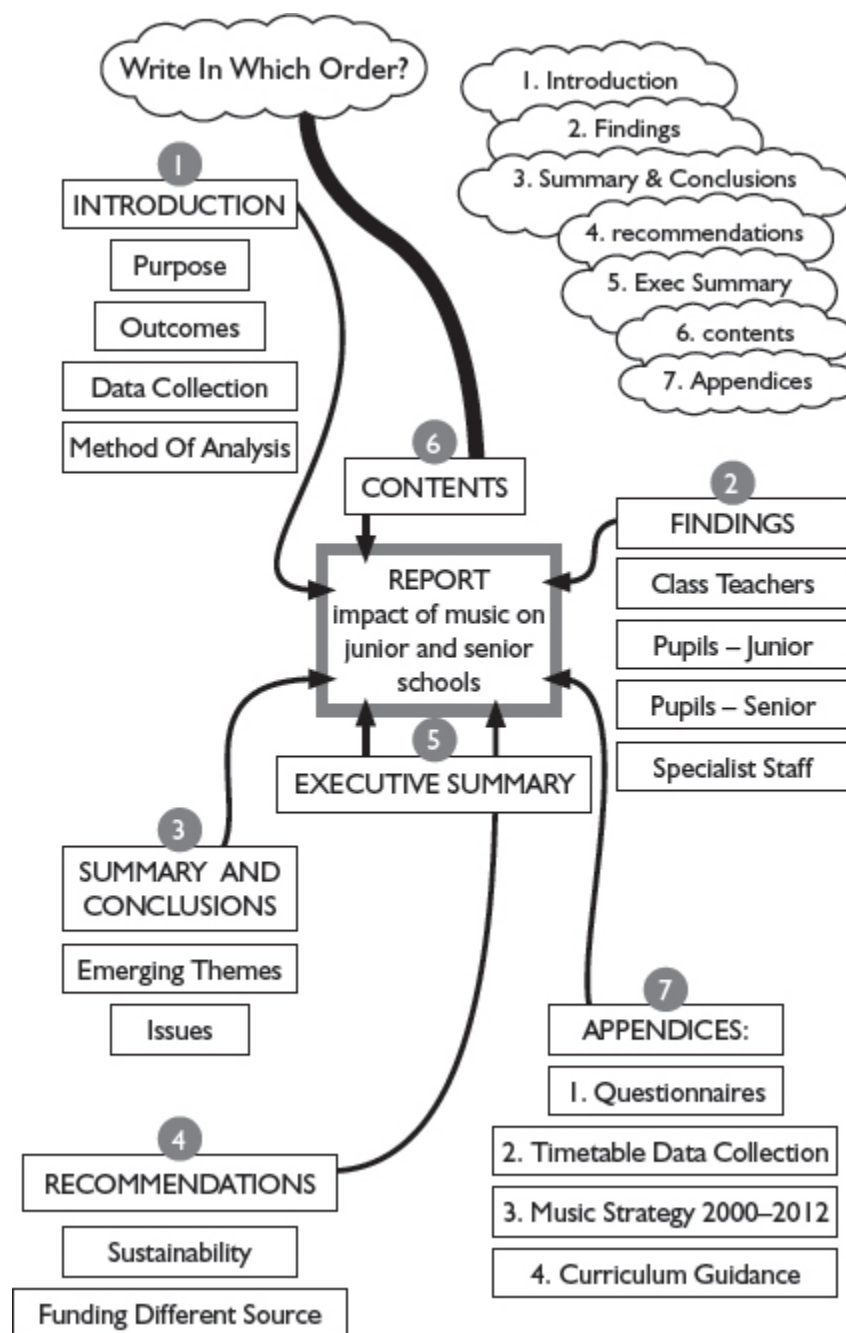 Write In Which Order?
1. Introduction
2. Findings
3. Summary & Conclusions
4. recommendations
5. Exec Summary
6. contents
7. Appendices
1
INTRODUCTION
Purpose
Outcomes
Data Collection
Method Of Analysis
6
CONTENTS
2
FINDINGS
Class Teachers
Pupils – Junior
Pupils – Senior
Specialist Staff
REPORT
impact of music on
junior and senior
schools
5
EXECUTIVE SUMMARY
3
SUMMARY AND
CONCLUSIONS
Emerging Themes
Issues
4
RECOMMENDATIONS
Sustainability
Funding Different Source
7
APPENDICES:
1. Questionnaires
2. Timetable Data Collection
3. Music Strategy 2000–2012
4. Curriculum Guidance